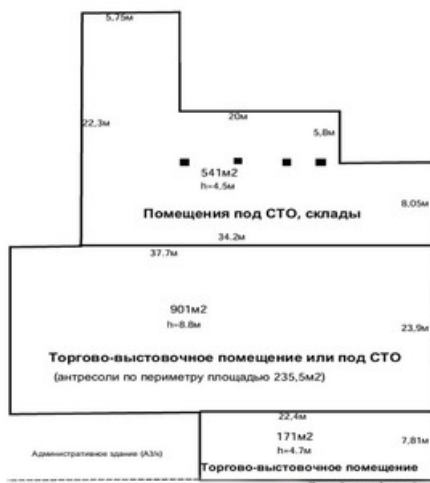 5,75м
22,3м
20м
5,8м
541м2
h=4,5м
8,05м
Помещения под СТО, склады
34.2м
37.7м
901м2
h=8.8м
23,9м
Торгово-выстовочное помещение или под СТО
(антресоли по периметру площадью 235,5м2)
22,4м
171м2
7,81м
h=4.7м
Административное здание (АЗк)
Торгово-выстовочное помещение